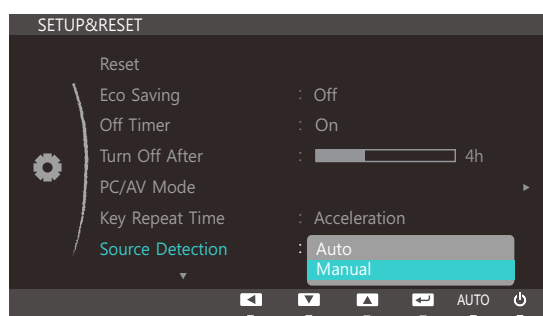 SETUP&RESET
Reset
Eco Saving : Off
Off Timer : On
Turn Off After : 4h
PC/AV Mode
Key Repeat Time : Acceleration
Source Detection : Auto
Manual
AUTO